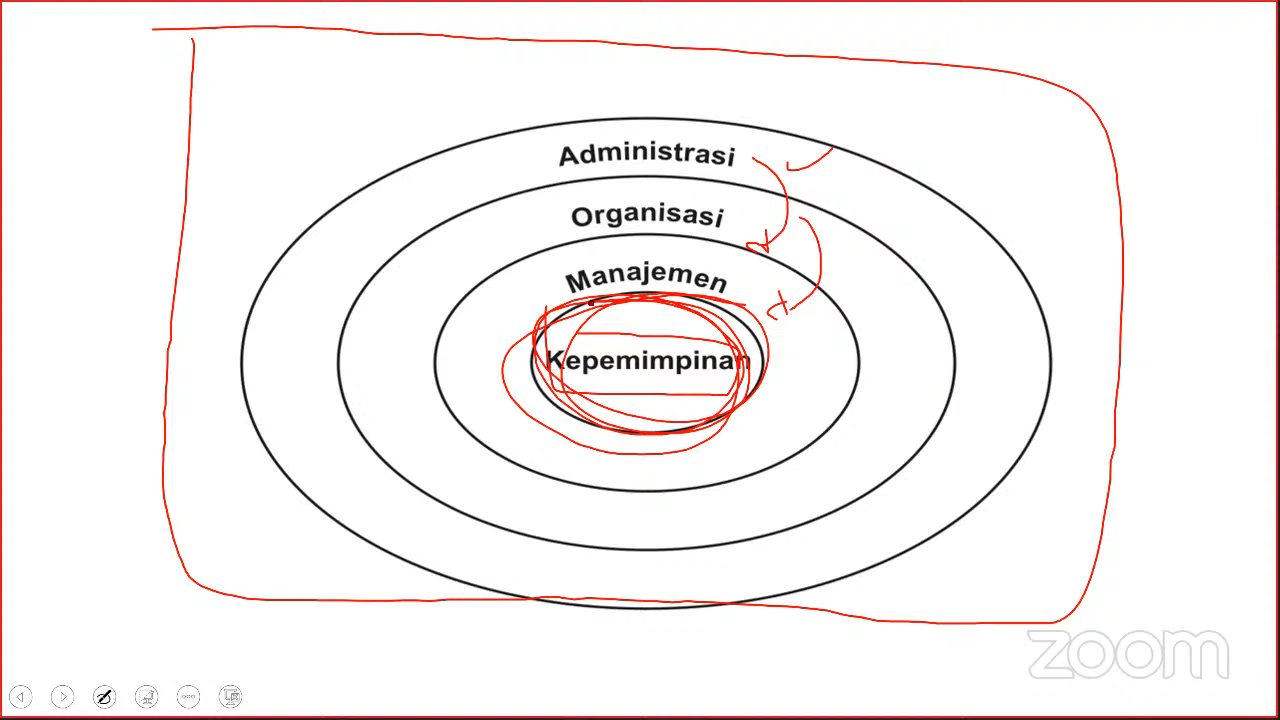 Administrasi
Organisasi
Manajemen
Kepemimpinan
zoom